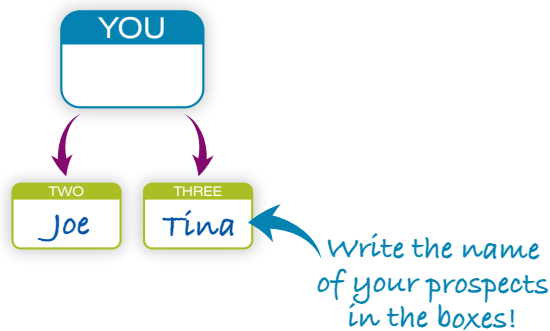 YOU
TWO
Joe
THREE
Tina
Write the name
of your prospects
in the boxes!